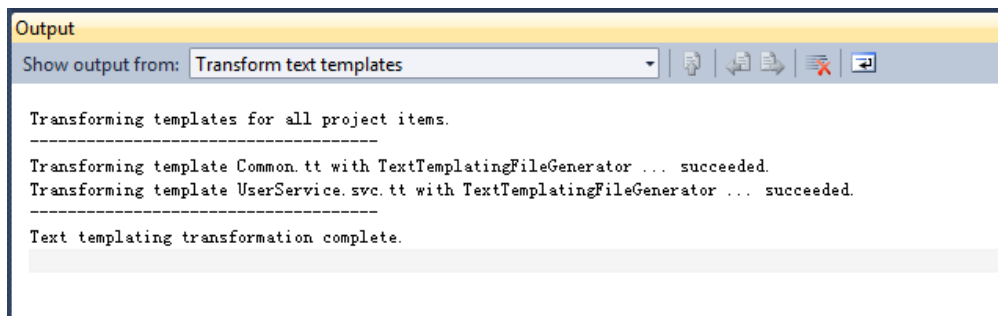 Output
Show output from: Transform text templates
Transforming templates for all project items.
-------------------------------------
Transforming template Common.tt with TextTemplatingFileGenerator ... succeeded.
Transforming template UserService.svc.tt with TextTemplatingFileGenerator ... succeeded.
-------------------------------------
Text templating transformation complete.